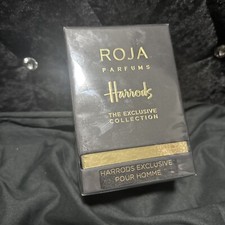 ROJA
PARFUMS
Harrods
THE EXCLUSIVE
COLLECTION
HARRODS EXCLUSIVE
POUR HOMME